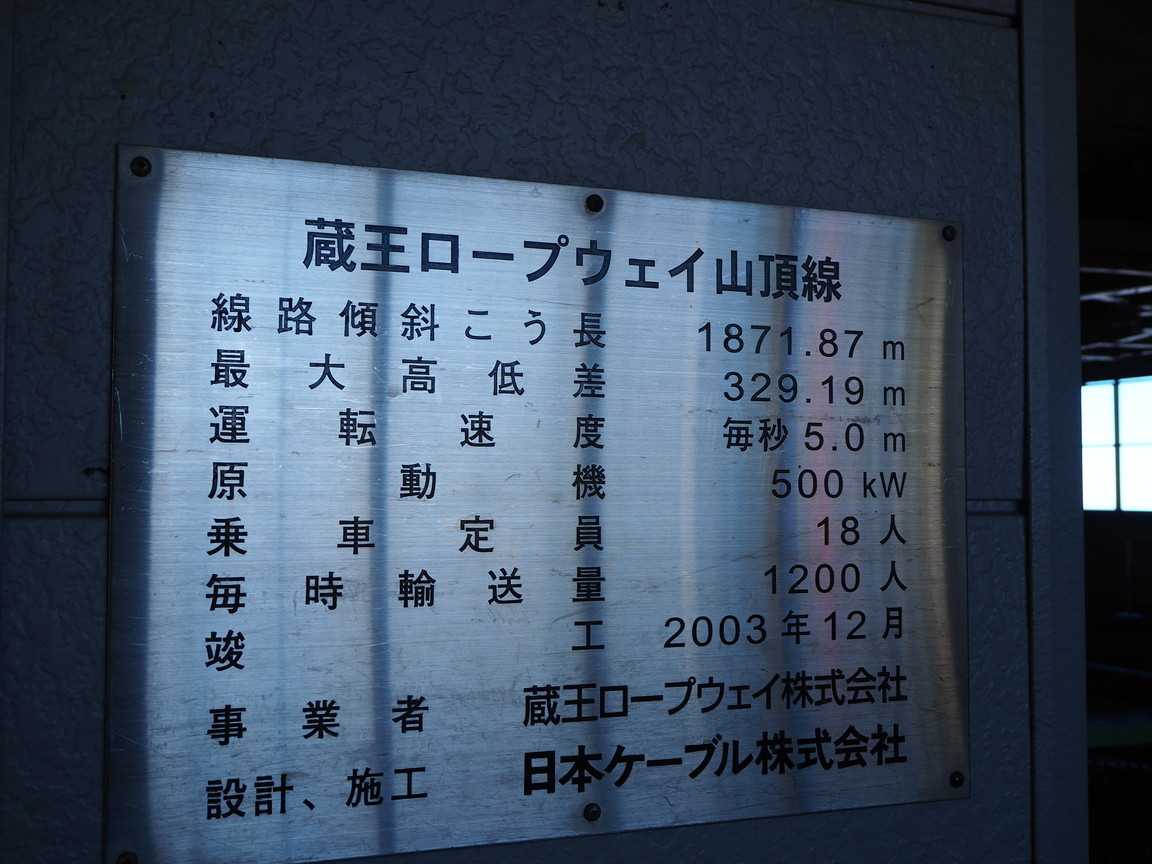 蔵王ロープウェイ山頂線
線路傾斜こう長 1871.87 m
最大高低差 329.19 m
運転速度 毎秒 5.0 m
原動機 500 kW
乗車定員 18 人
毎時輸送量 1200 人
竣工 2003 年 12 月
事業者 蔵王ロープウェイ株式会社
設計、施工 日本ケーブル株式会社